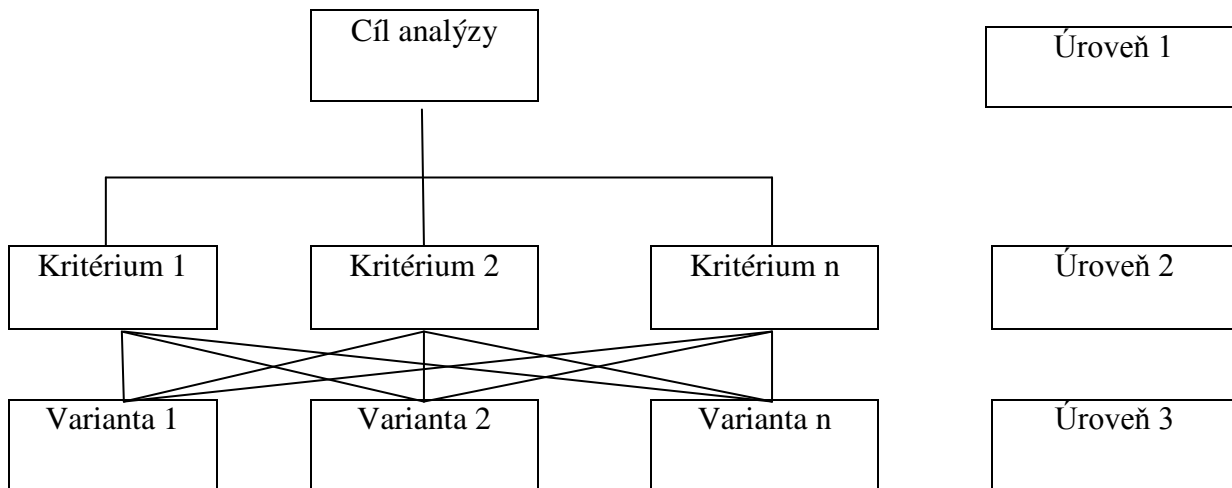 Cíl analýzy
Úroveň 1
Kritérium 1
Kritérium 2
Kritérium n
Úroveň 2
Varianta 1
Varianta 2
Varianta n
Úroveň 3